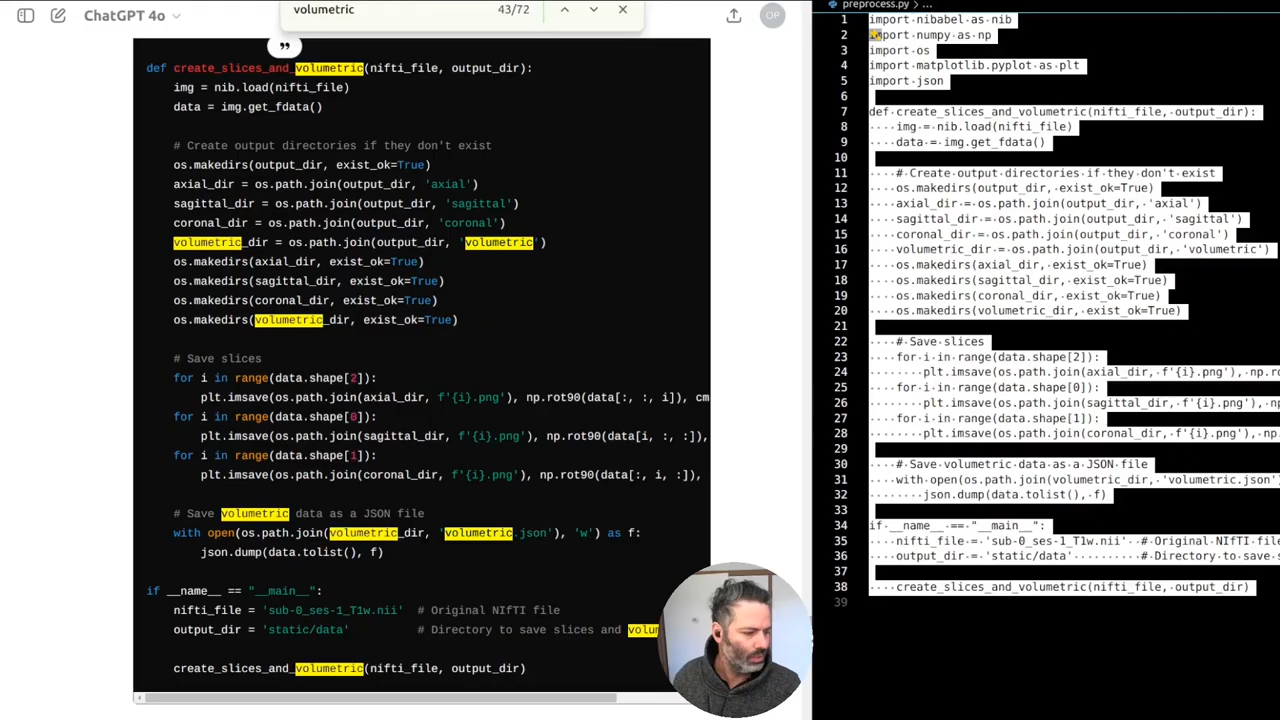 ChatGPT 4o
volumetric 43/72
OP
def create_slices_and_volumetric(nifti_file, output_dir):
img = nib.load(nifti_file)
data = img.get_fdata()
# Create output directories if they don't exist
os.makedirs(output_dir, exist_ok=True)
axial_dir = os.path.join(output_dir, 'axial')
sagittal_dir = os.path.join(output_dir, 'sagittal')
coronal_dir = os.path.join(output_dir, 'coronal')
volumetric_dir = os.path.join(output_dir, 'volumetric')
os.makedirs(axial_dir, exist_ok=True)
os.makedirs(sagittal_dir, exist_ok=True)
os.makedirs(coronal_dir, exist_ok=True)
os.makedirs(volumetric_dir, exist_ok=True)
# Save slices
for i in range(data.shape[2]):
plt.imsave(os.path.join(axial_dir, f'{i}.png'), np.rot90(data[:, :, i]), cm
for i in range(data.shape[0]):
plt.imsave(os.path.join(sagittal_dir, f'{i}.png'), np.rot90(data[i, :, :]),
for i in range(data.shape[1]):
plt.imsave(os.path.join(coronal_dir, f'{i}.png'), np.rot90(data[:, i, :]),
# Save volumetric data as a JSON file
with open(os.path.join(volumetric_dir, 'volumetric.json'), 'w') as f:
json.dump(data.tolist(), f)
if __name__ == "__main__":
nifti_file = 'sub-0_ses-1_T1w.nii' # Original NIfTI file
output_dir = 'static/data' # Directory to save slices and volu
create_slices_and_volumetric(nifti_file, output_dir)
preprocess.py / ...
1 import nibabel as nib
2 import numpy as np
3 import os
4 import matplotlib.pyplot as plt
5 import json
6
7 def create_slices_and_volumetric(nifti_file, output_dir):
8 img = nib.load(nifti_file)
9 data = img.get_fdata()
10
11 # Create output directories if they don't exist
12 os.makedirs(output_dir, exist_ok=True)
13 axial_dir = os.path.join(output_dir, 'axial')
14 sagittal_dir = os.path.join(output_dir, 'sagittal')
15 coronal_dir = os.path.join(output_dir, 'coronal')
16 volumetric_dir = os.path.join(output_dir, 'volumetric')
17 os.makedirs(axial_dir, exist_ok=True)
18 os.makedirs(sagittal_dir, exist_ok=True)
19 os.makedirs(coronal_dir, exist_ok=True)
20 os.makedirs(volumetric_dir, exist_ok=True)
21
22 # Save slices
23 for i in range(data.shape[2]):
24 plt.imsave(os.path.join(axial_dir, f'{i}.png'), np.ro
25 for i in range(data.shape[0]):
26 plt.imsave(os.path.join(sagittal_dir, f'{i}.png'), np
27 for i in range(data.shape[1]):
28 plt.imsave(os.path.join(coronal_dir, f'{i}.png'), np.
29
30 # Save volumetric data as a JSON file
31 with open(os.path.join(volumetric_dir, 'volumetric.json')
32 json.dump(data.tolist(), f)
33
34 if __name__ == "__main__":
35 nifti_file = 'sub-0_ses-1_T1w.nii' # Original NIfTI file
36 output_dir = 'static/data' # Directory to save s
37
38 create_slices_and_volumetric(nifti_file, output_dir)
39